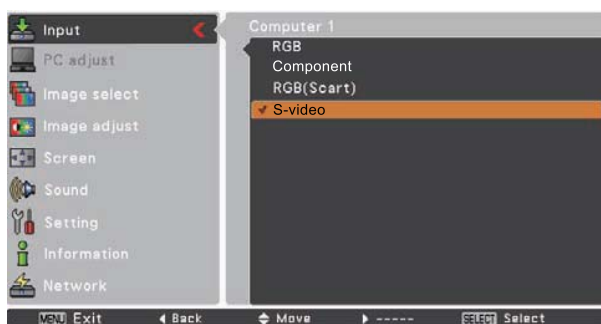 Input
PC adjust
Image select
Image adjust
Screen
Sound
Setting
Information
Network
Computer 1
RGB
Component
RGB(Scart)
S-video
MENU Exit
Back
Move
-----
SELECT Select